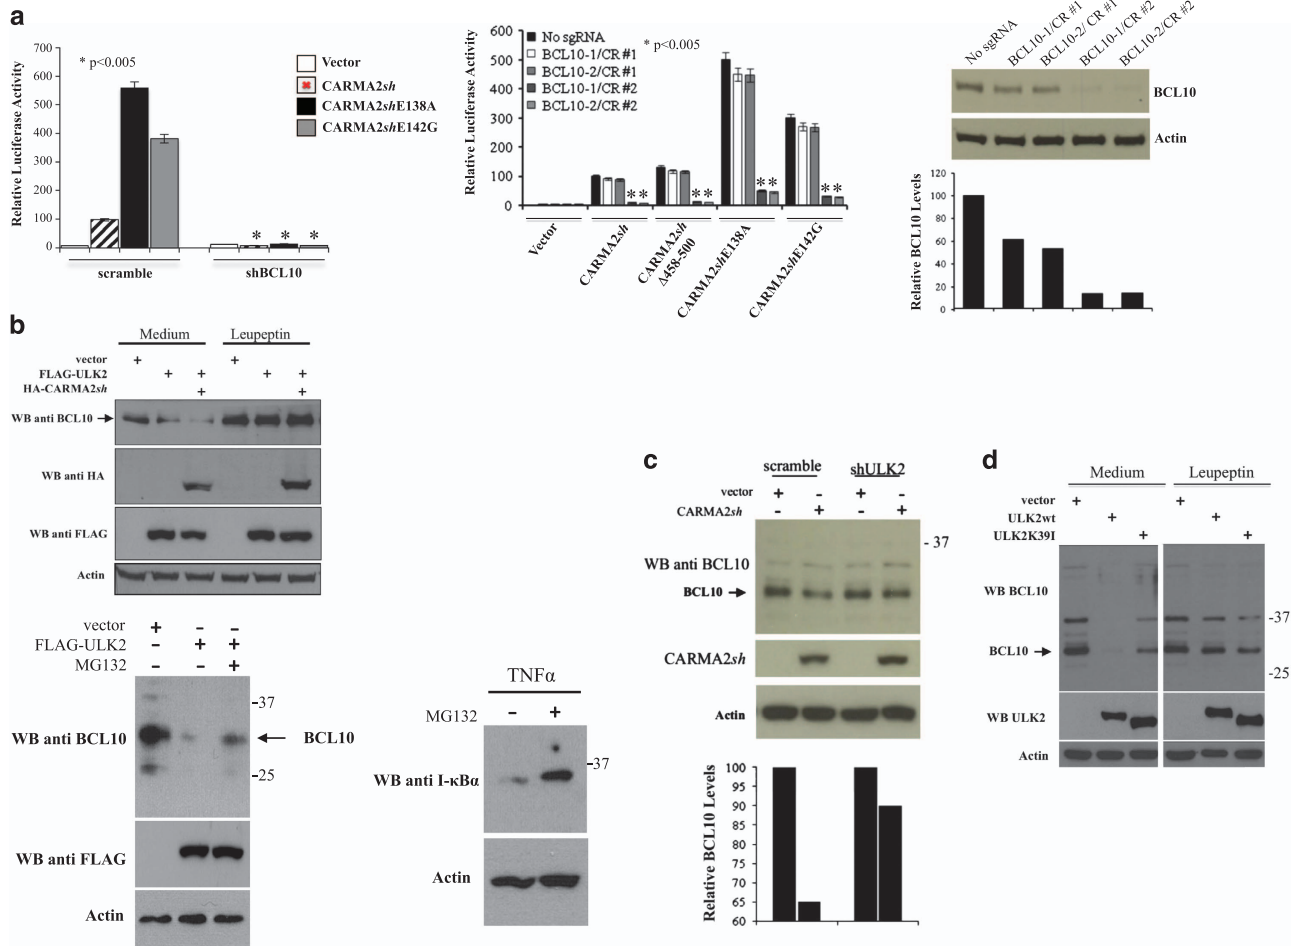 a
700
600
500
400
300
200
100
0
Relative Luciferase Activity
* p<0.005
Vector
CARMA2sh
CARMA2shE138A
CARMA2shE142G
* * *
scramble
shBCL10
600
500
400
300
200
100
0
Relative Luciferase Activity
No sgRNA
BCL10-1/CR #1
BCL10-2/CR #1
BCL10-1/CR #2
BCL10-2/CR #2
* p<0.005
** ** ** **
Vector
CARMA2sh
CARMA2sh Δ458-500
CARMA2shE138A
CARMA2shE142G
No sgRNA
BCL10-1/CR #1
BCL10-2/ CR #1
BCL10-1/CR #2
BCL10-2/CR #2
BCL10
Actin
Relative BCL10 Levels
120
100
80
60
40
20
0
b
Medium Leupeptin
vector + +
FLAG-ULK2 + + + +
HA-CARMA2sh + +
WB anti BCL10
WB anti HA
WB anti FLAG
Actin
vector + - -
FLAG-ULK2 - + +
MG132 - - +
WB anti BCL10
-37
-25
BCL10
WB anti FLAG
Actin
TNFα
MG132 - +
WB anti I-κBα
-37
Actin
c
scramble shULK2
vector + - + -
CARMA2sh - + - +
- 37
WB anti BCL10
BCL10
CARMA2sh
Actin
Relative BCL10 Levels
100
95
90
85
80
75
70
65
60
d
Medium Leupeptin
vector + +
ULK2wt + +
ULK2K39I + +
WB BCL10
-37
BCL10
-25
WB ULK2
Actin